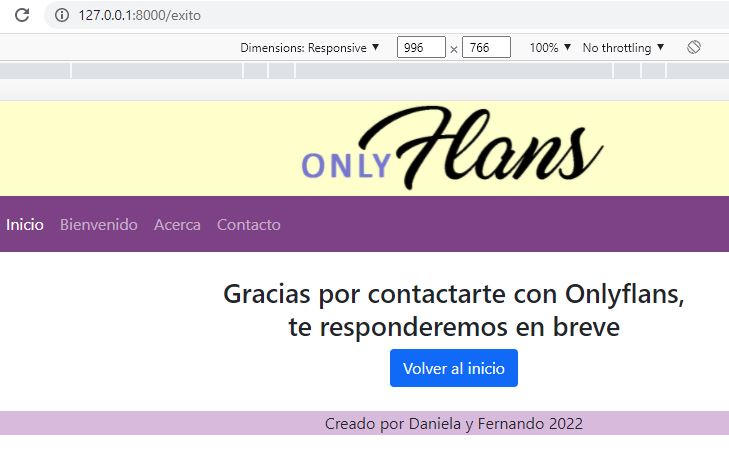 127.0.0.1:8000/exito
Dimensions: Responsive ▼ 996 × 766 100% ▼ No throttling ▼
ONLY Flans
Inicio Bienvenido Acerca Contacto
Gracias por contactarte con Onlyflans,
te responderemos en breve
Volver al inicio
Creado por Daniela y Fernando 2022